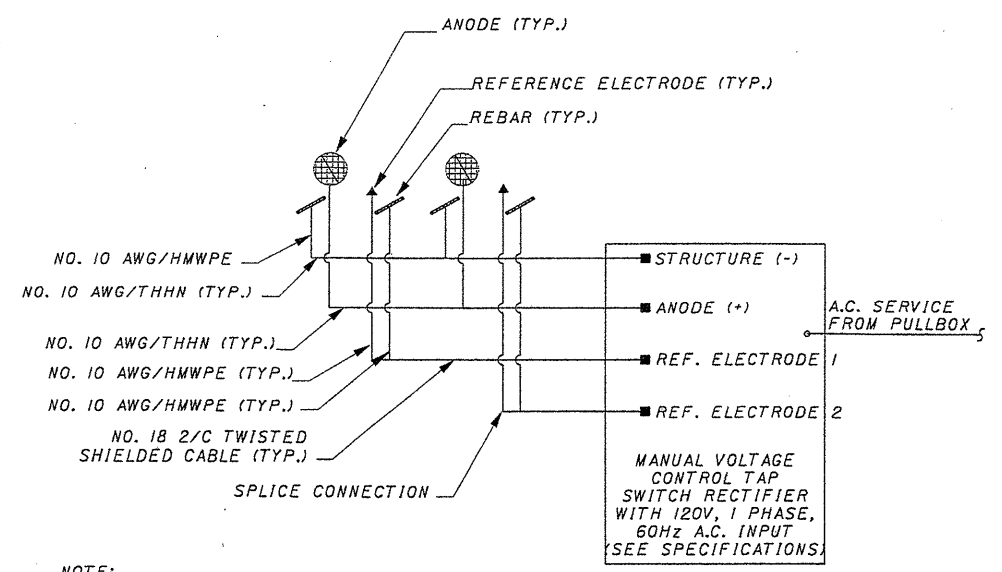 ANODE (TYP.)
REFERENCE ELECTRODE (TYP.)
REBAR (TYP.)
NO. 10 AWG/HMWPE
NO. 10 AWG/THHN (TYP.)
NO. 10 AWG/THHN (TYP.)
NO. 10 AWG/HMWPE (TYP.)
NO. 10 AWG/HMWPE (TYP.)
NO. 18 2/C TWISTED
SHIELDED CABLE (TYP.)
SPLICE CONNECTION
STRUCTURE (-)
ANODE (+)
REF. ELECTRODE 1
REF. ELECTRODE 2
A.C. SERVICE
FROM PULLBOX
MANUAL VOLTAGE
CONTROL TAP
SWITCH RECTIFIER
WITH 120V, 1 PHASE,
60Hz A.C. INPUT
(SEE SPECIFICATIONS)
NOTE: